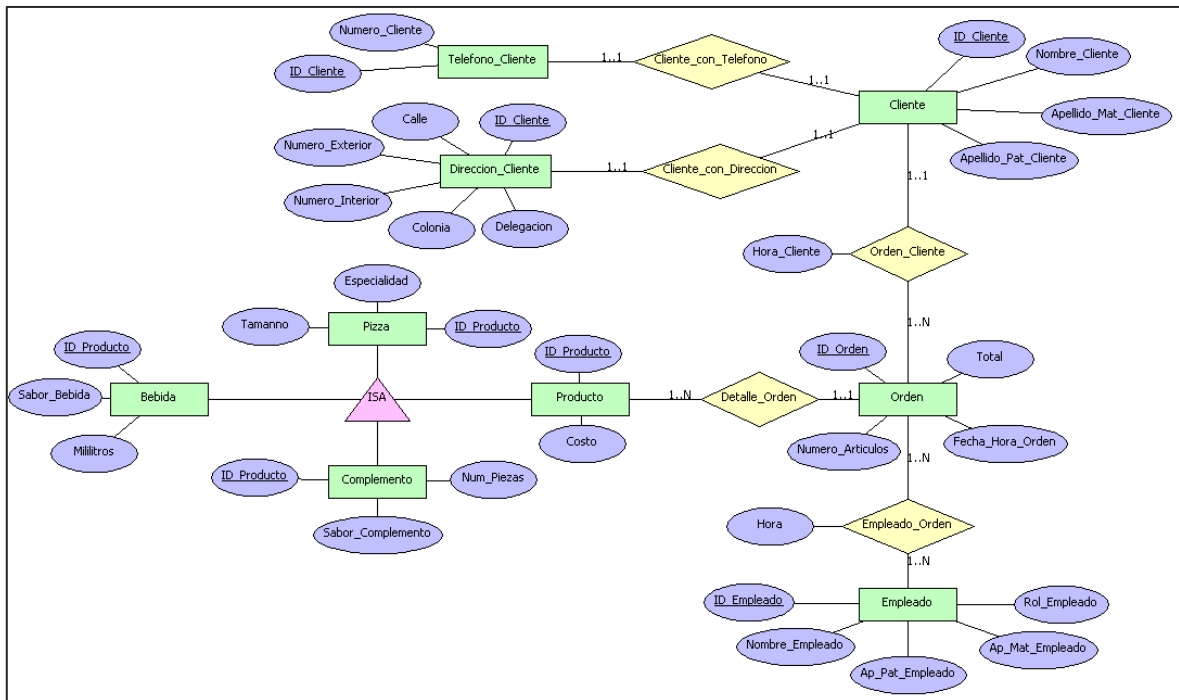 Numero_Cliente
ID_Cliente
Telefono_Cliente
1..1
Cliente_con_Telefono
1..1
ID_Cliente
Nombre_Cliente
Cliente
Apellido_Mat_Cliente
Apellido_Pat_Cliente
Calle
ID_Cliente
Numero_Exterior
Direccion_Cliente
Numero_Interior
Colonia
Delegacion
1..1
Cliente_con_Direccion
1..1
1..1
Hora_Cliente
Orden_Cliente
1..N
Especialidad
Tamanno
Pizza
ID_Producto
ID_Producto
Sabor_Bebida
Bebida
Mililitros
ISA
ID_Producto
Producto
Costo
1..N
Detalle_Orden
1..1
ID_Orden
Total
Orden
Numero_Articulos
Fecha_Hora_Orden
ID_Producto
Complemento
Num_Piezas
Sabor_Complemento
1..N
Hora
Empleado_Orden
1..N
ID_Empleado
Empleado
Rol_Empleado
Nombre_Empleado
Ap_Pat_Empleado
Ap_Mat_Empleado